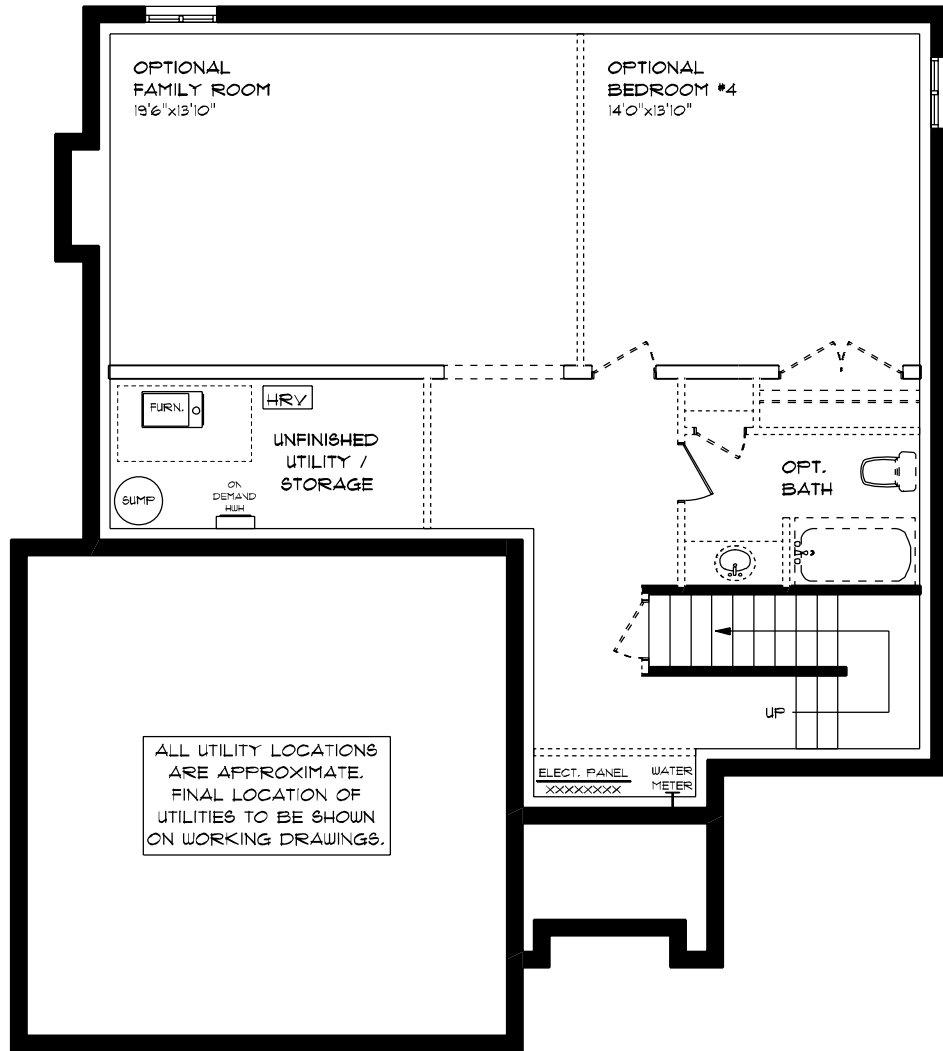 OPTIONAL
FAMILY ROOM
19'6"x13'10"
OPTIONAL
BEDROOM #4
14'0"x13'10"
FURN.
HRV
UNFINISHED
UTILITY /
STORAGE
SUMP
ON
DEMAND
HWH
OPT.
BATH
UP
ELECT. PANEL
XXXXXXXX
WATER
METER
ALL UTILITY LOCATIONS
ARE APPROXIMATE.
FINAL LOCATION OF
UTILITIES TO BE SHOWN
ON WORKING DRAWINGS.